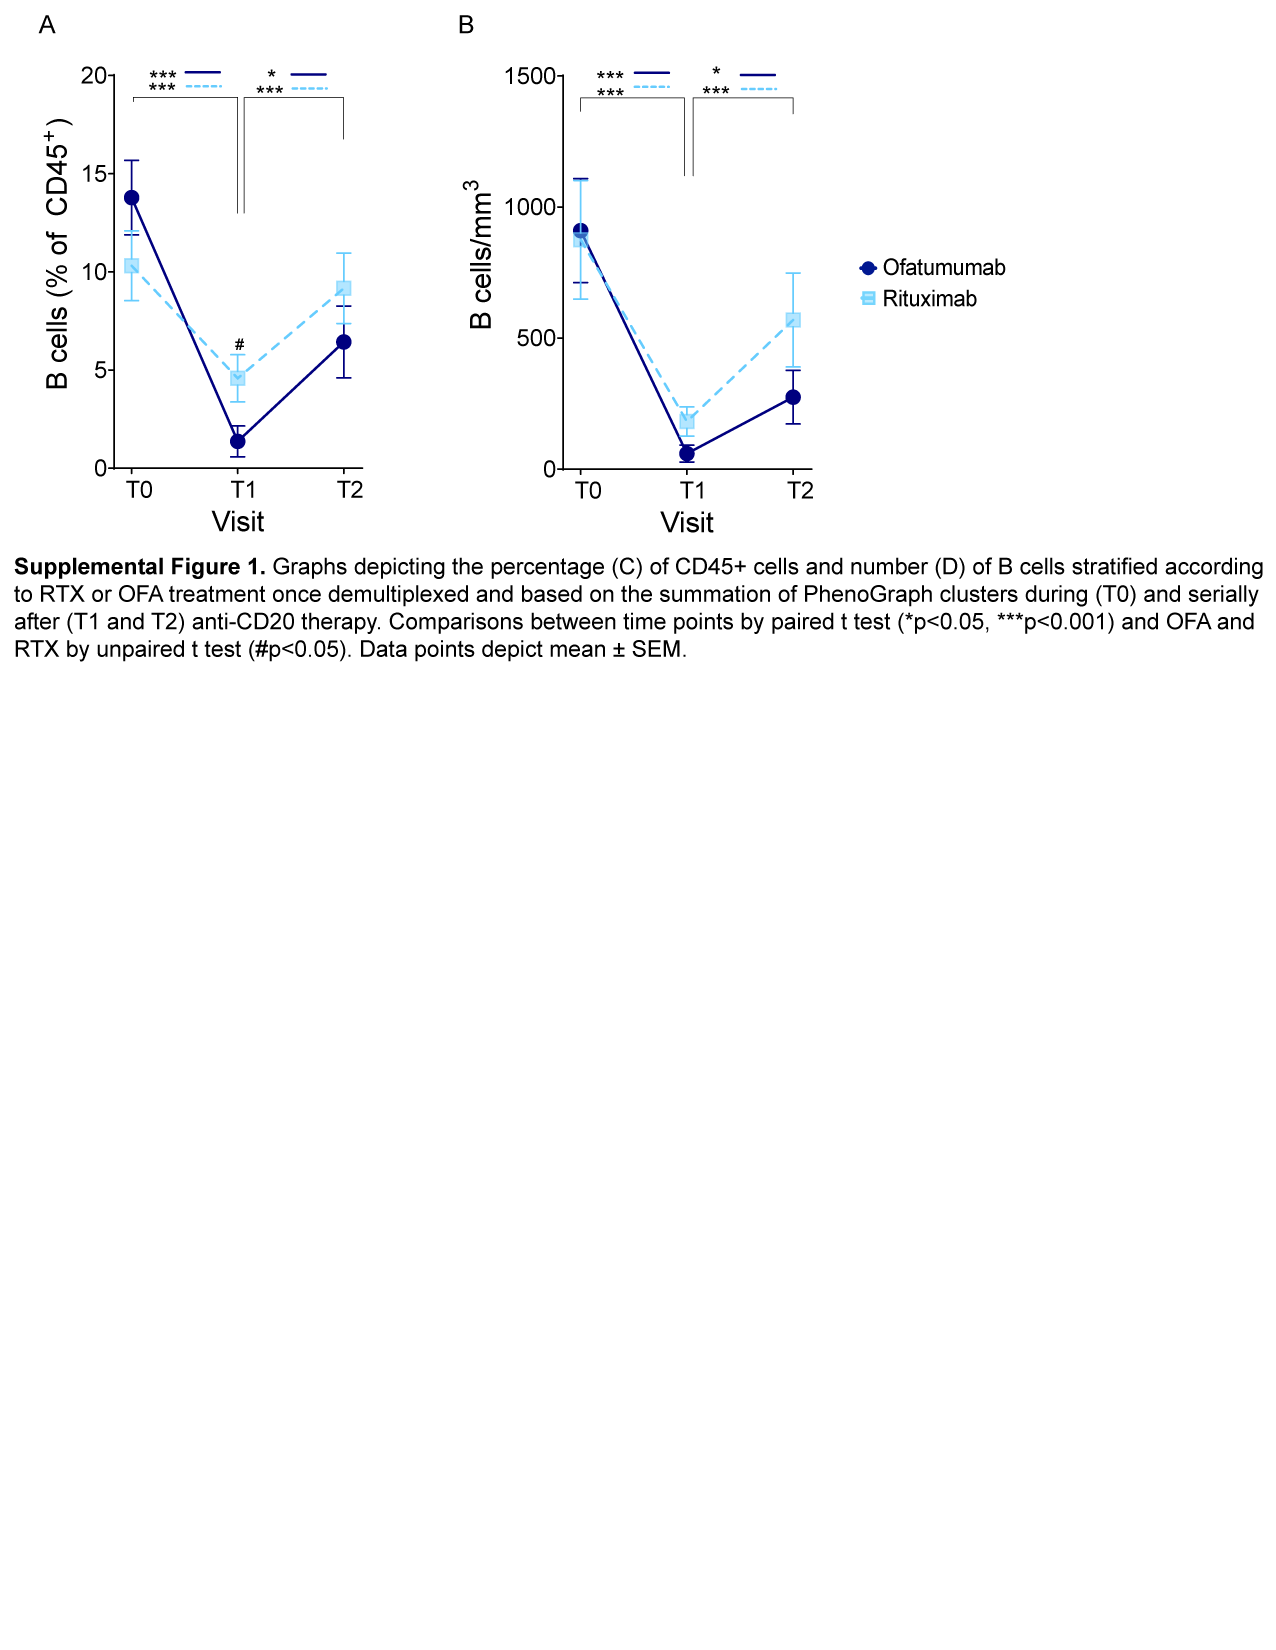 A
B
*** *
*** ***
20
15
10
5
0
B cells (% of CD45+)
#
T0 T1 T2
Visit
*** *
*** ***
1500
1000
500
0
B cells/mm3
T0 T1 T2
Visit
Ofatumumab
Rituximab
Supplemental Figure 1. Graphs depicting the percentage (C) of CD45+ cells and number (D) of B cells stratified according
to RTX or OFA treatment once demultiplexed and based on the summation of PhenoGraph clusters during (T0) and serially
after (T1 and T2) anti-CD20 therapy. Comparisons between time points by paired t test (*p<0.05, ***p<0.001) and OFA and
RTX by unpaired t test (#p<0.05). Data points depict mean ± SEM.